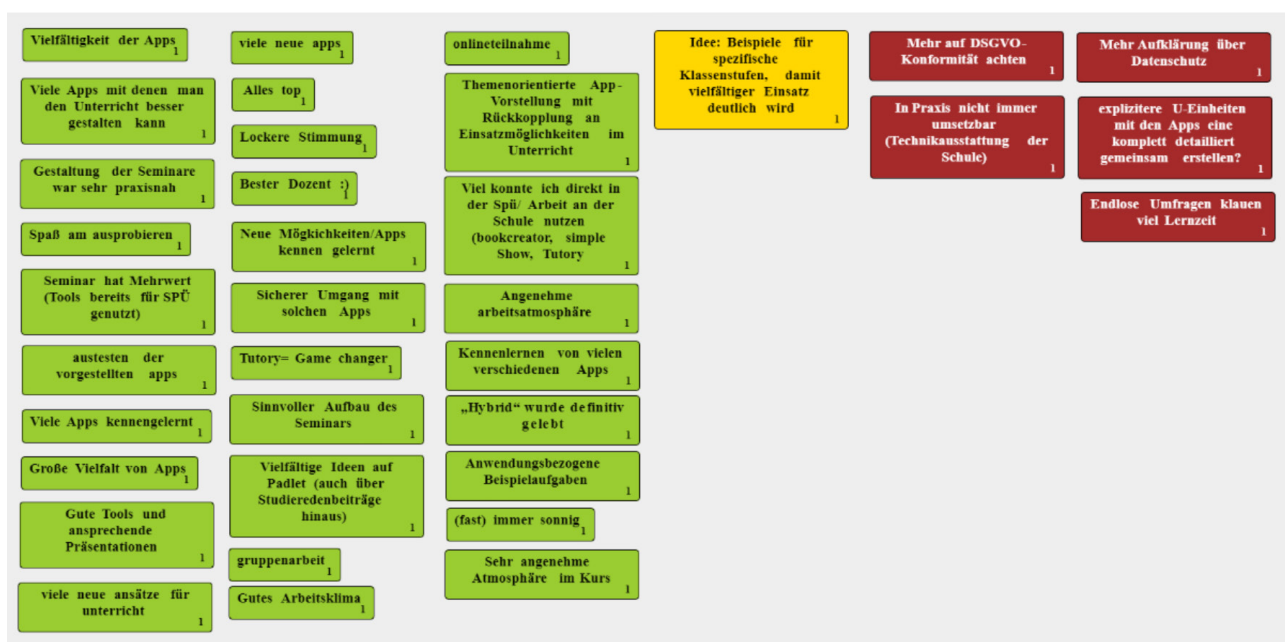 Vielfältigkeit der Apps
1
Viele Apps mit denen man
den Unterricht besser
gestalten kann
1
Gestaltung der Seminare
war sehr praxisnah
1
Spaß am ausprobieren
1
Seminar hat Mehrwert
(Tools bereits für SPÜ
genutzt)
1
austesten der
vorgestellten apps
1
Viele Apps kennengelernt
1
Große Vielfalt von Apps
1
Gute Tools und
ansprechende
Präsentationen
1
viele neue ansätze für
unterricht
1
viele neue apps
1
Alles top
1
Lockere Stimmung
1
Bester Dozent :)
1
Neue Mögkichkeiten/Apps
kennen gelernt
1
Sicherer Umgang mit
solchen Apps
1
Tutory= Game changer
1
Sinnvoller Aufbau des
Seminars
1
Vielfältige Ideen auf
Padlet (auch über
Studieredenbeiträge
hinaus)
1
gruppenarbeit
1
Gutes Arbeitsklima
1
onlineteilnahme
1
Themenorientierte App-
Vorstellung mit
Rückkopplung an
Einsatzmöglichkeiten im
Unterricht
1
Viel konnte ich direkt in
der Spü/ Arbeit an der
Schule nutzen
(bookcreator, simple
Show, Tutory
1
Angenehme
arbeitsatmosphäre
1
Kennenlernen von vielen
verschiedenen Apps
1
„Hybrid“ wurde definitiv
gelebt
1
Anwendungsbezogene
Beispielaufgaben
1
(fast) immer sonnig
1
Sehr angenehme
Atmosphäre im Kurs
1
Idee: Beispiele für
spezifische
Klassenstufen, damit
vielfältiger Einsatz
deutlich wird
1
Mehr auf DSGVO-
Konformität achten
1
In Praxis nicht immer
umsetzbar
(Technikausstattung der
Schule)
1
Mehr Aufklärung über
Datenschutz
1
explizitere U-Einheiten
mit den Apps eine
komplett detailliert
gemeinsam erstellen?
1
Endlose Umfragen klauen
viel Lernzeit
1